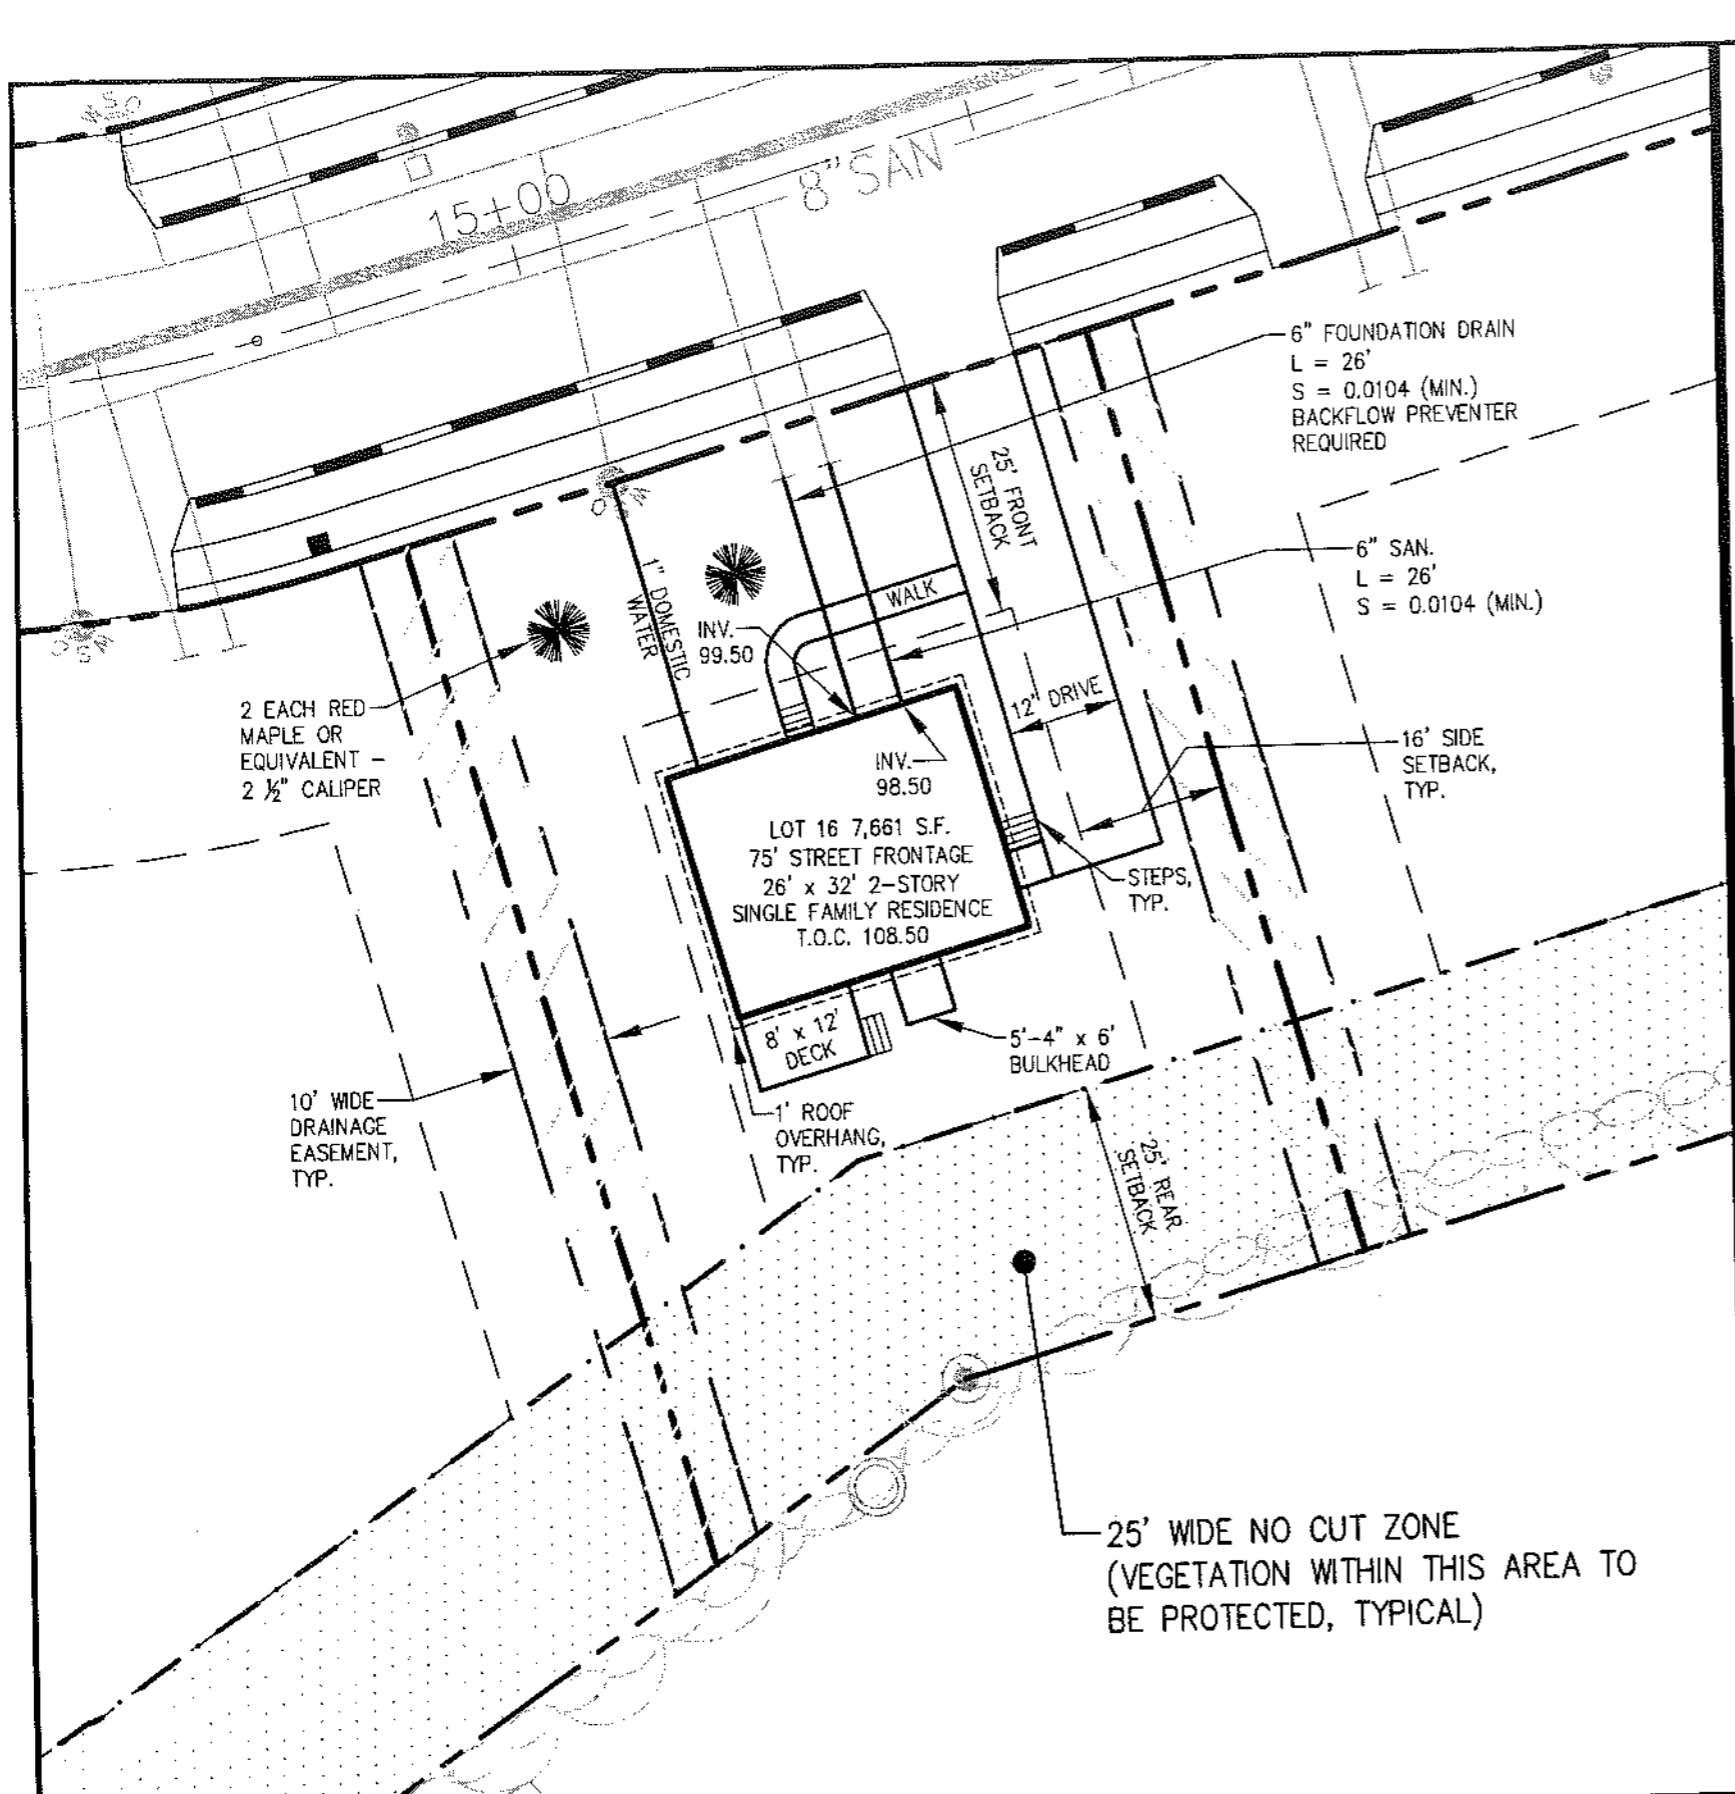 15+00
8" SAN
6" FOUNDATION DRAIN
L = 26'
S = 0.0104 (MIN.)
BACKFLOW PREVENTER
REQUIRED
25' FRONT
SETBACK
6" SAN.
L = 26'
S = 0.0104 (MIN.)
1" DOMESTIC
WATER
WALK
INV.
99.50
2 EACH RED
MAPLE OR
EQUIVALENT –
2 ½" CALIPER
12' DRIVE
INV.
98.50
16' SIDE
SETBACK,
TYP.
LOT 16 7,661 S.F.
75' STREET FRONTAGE
26' x 32' 2–STORY
SINGLE FAMILY RESIDENCE
T.O.C. 108.50
STEPS,
TYP.
8' x 12'
DECK
5'–4" x 6'
BULKHEAD
10' WIDE
DRAINAGE
EASEMENT,
TYP.
1' ROOF
OVERHANG,
TYP.
25' REAR
SETBACK
25' WIDE NO CUT ZONE
(VEGETATION WITHIN THIS AREA TO
BE PROTECTED, TYPICAL)